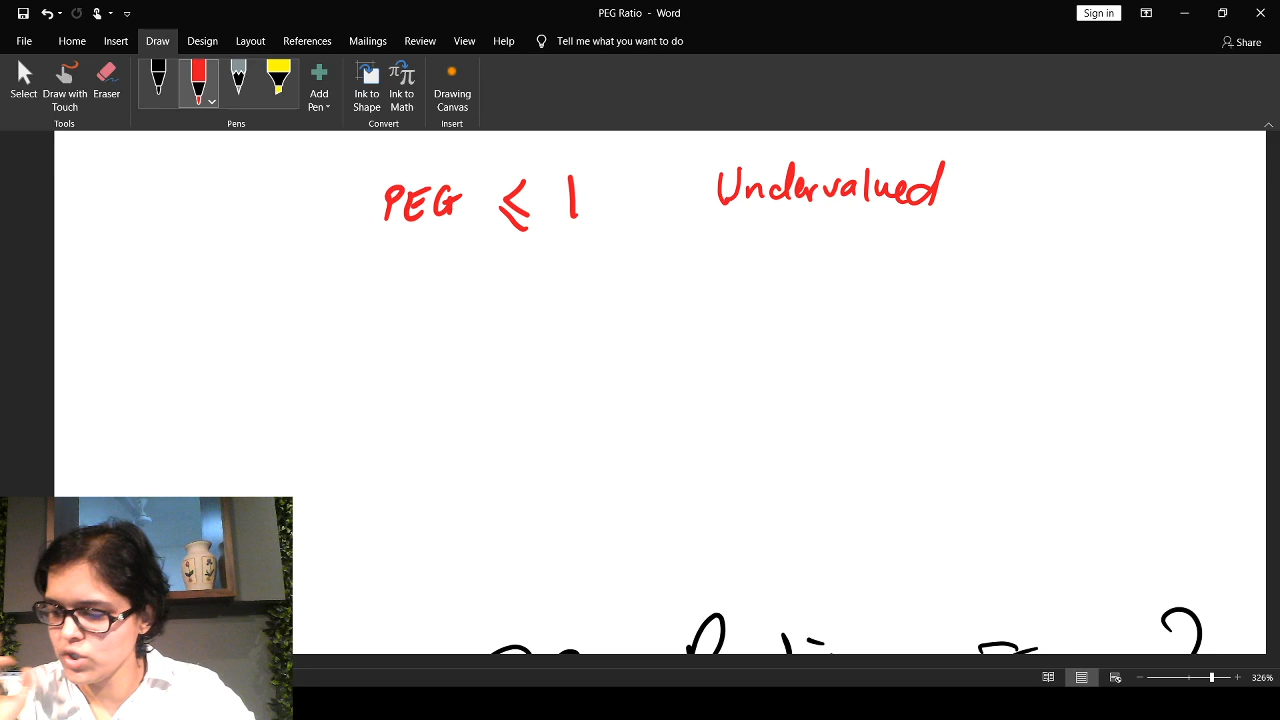 PEG Ratio - Word
Sign in
File Home Insert Draw Design Layout References Mailings Review View Help Tell me what you want to do Share
Select Draw with Touch Eraser Add Pen Ink to Shape Ink to Math Drawing Canvas
Tools Pens Convert Insert
PEG ≤ 1 Undervalued
326%